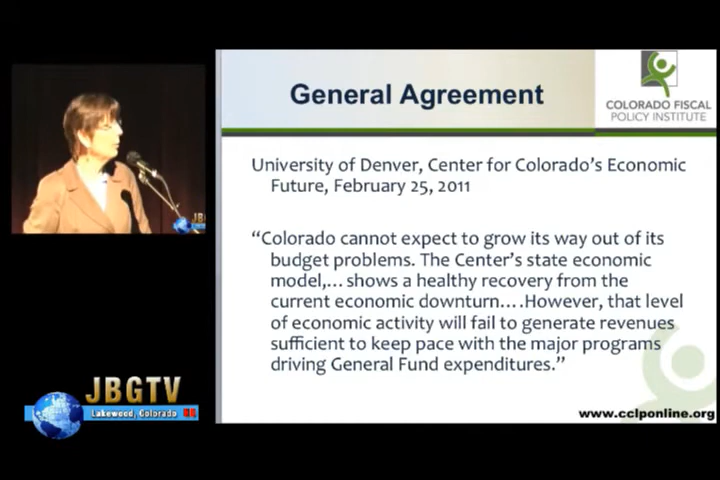 General Agreement
COLORADO FISCAL
POLICY INSTITUTE
University of Denver, Center for Colorado's Economic
Future, February 25, 2011
“Colorado cannot expect to grow its way out of its
budget problems. The Center's state economic
model,... shows a healthy recovery from the
current economic downturn....However, that level
of economic activity will fail to generate revenues
sufficient to keep pace with the major programs
driving General Fund expenditures.”
www.cclponline.org
JB
JBGTV
Lakewood, Colorado